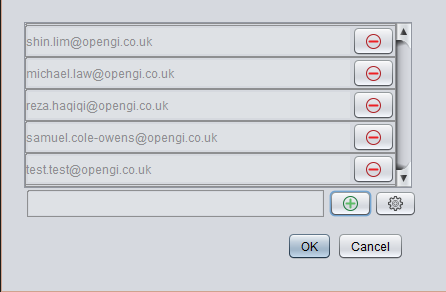 shin.lim@opengi.co.uk
michael.law@opengi.co.uk
reza.haqiqi@opengi.co.uk
samuel.cole-owens@opengi.co.uk
test.test@opengi.co.uk
OK Cancel